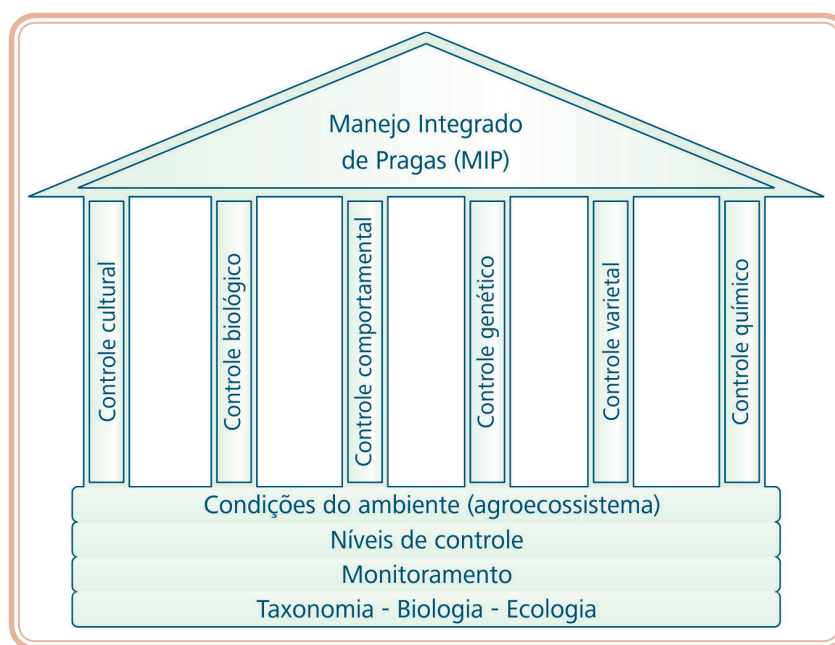 Manejo Integrado
de Pragas (MIP)
Controle cultural
Controle biológico
Controle comportamental
Controle genético
Controle varietal
Controle químico
Condições do ambiente (agroecossistema)
Níveis de controle
Monitoramento
Taxonomia - Biologia - Ecologia